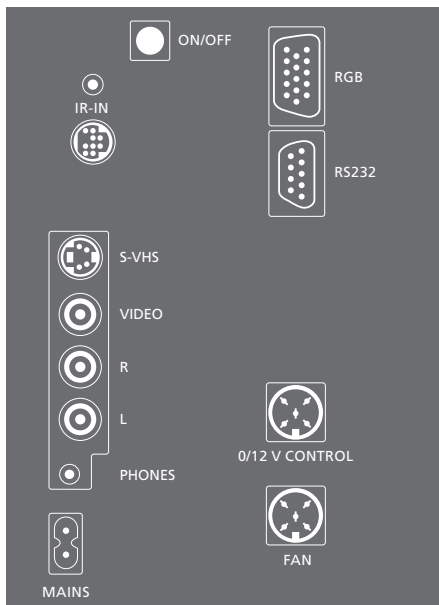 ON/OFF
RGB
IR-IN
RS232
S-VHS
VIDEO
R
L
0/12 V CONTROL
PHONES
FAN
MAINS